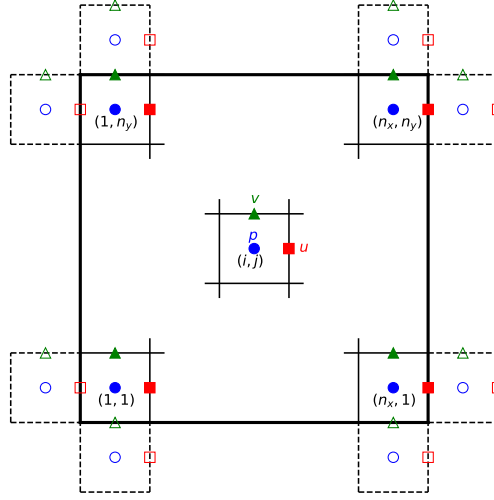 (1, n_y)
(n_x, n_y)
v
p
u
(i, j)
(1, 1)
(n_x, 1)